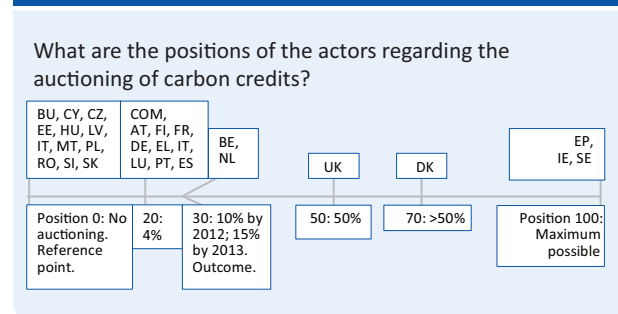 What are the positions of the actors regarding the
auctioning of carbon credits?
BU, CY, CZ,
EE, HU, LV,
IT, MT, PL,
RO, SI, SK
COM,
AT, FI, FR,
DE, EL, IT,
LU, PT, ES
BE,
NL
UK
DK
EP,
IE, SE
Position 0: No
auctioning.
Reference
point.
20:
4%
30: 10% by
2012; 15%
by 2013.
Outcome.
50: 50%
70: >50%
Position 100:
Maximum
possible